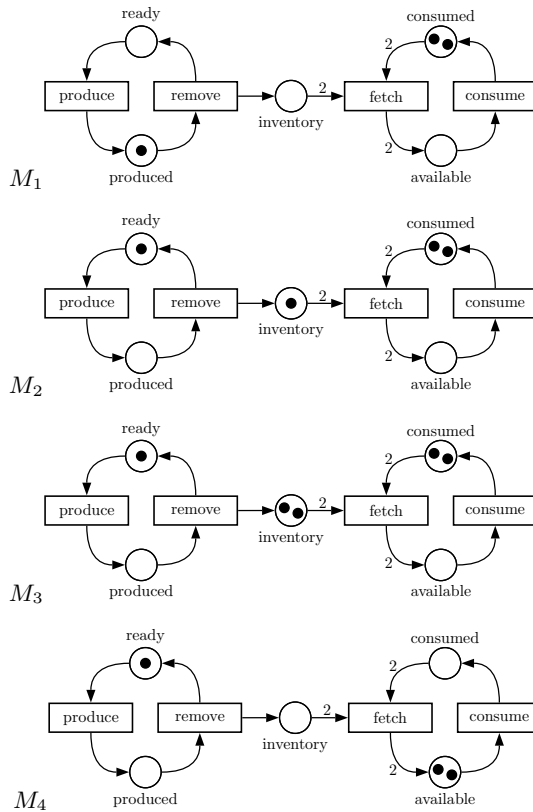 ready
consumed
2
produce
remove
2
fetch
consume
inventory
2
produced
available
M1
ready
consumed
2
produce
remove
2
fetch
consume
inventory
2
produced
available
M2
ready
consumed
2
produce
remove
2
fetch
consume
inventory
2
produced
available
M3
ready
consumed
2
produce
remove
2
fetch
consume
inventory
2
produced
available
M4